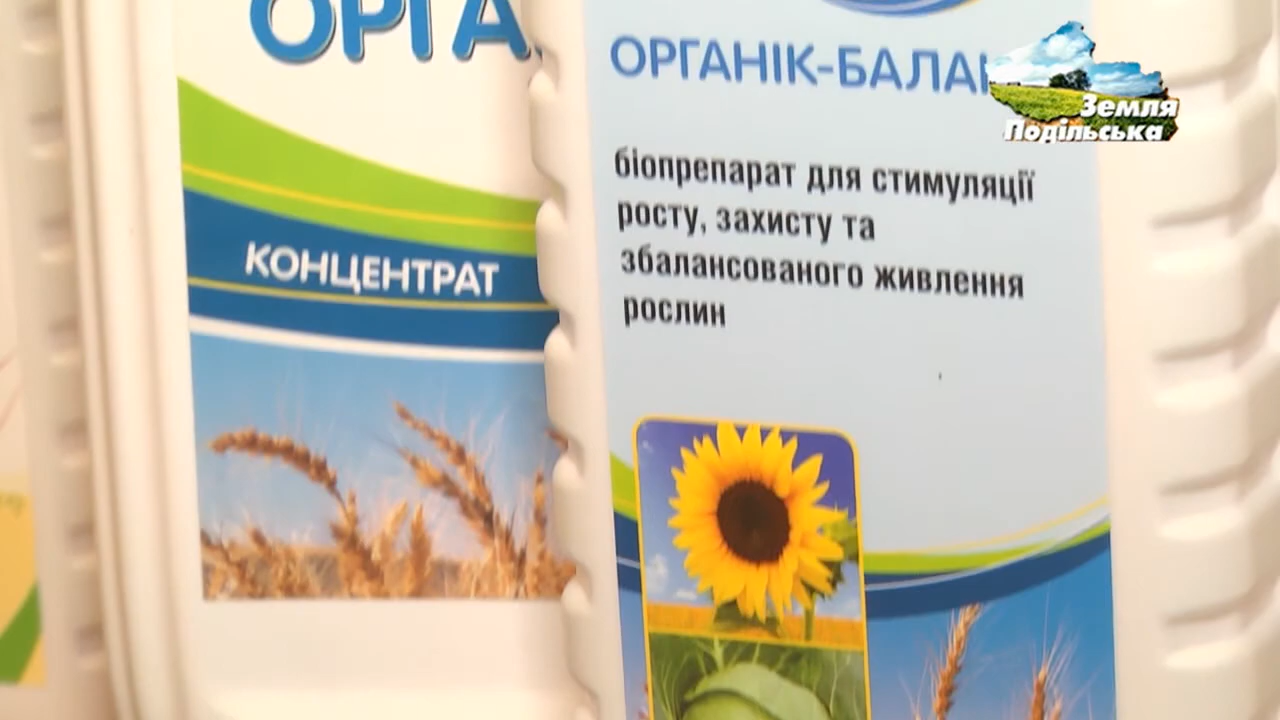 ОРГА
КОНЦЕНТРАТ
ОРГАНІК-БАЛАН
біопрепарат для стимуляції
росту, захисту та
збалансованого живлення
рослин
Земля
Подільська